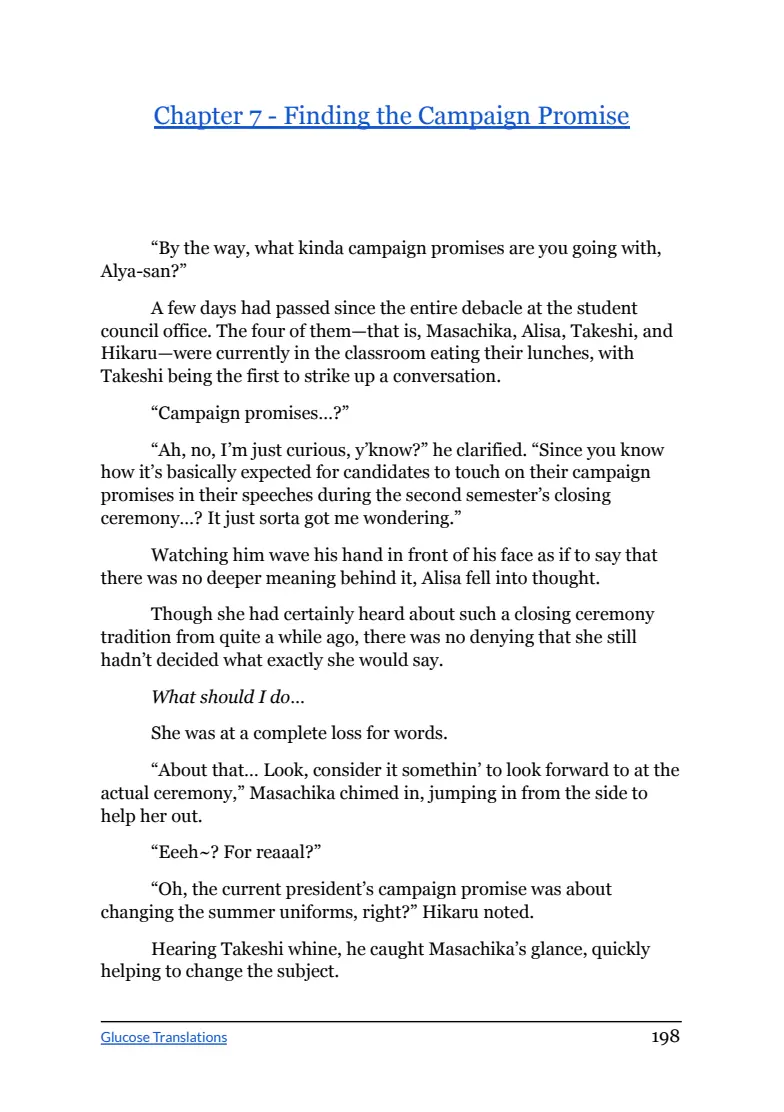 Chapter 7 - Finding the Campaign Promise
“By the way, what kinda campaign promises are you going with,
Alya-san?”
A few days had passed since the entire debacle at the student
council office. The four of them—that is, Masachika, Alisa, Takeshi, and
Hikaru—were currently in the classroom eating their lunches, with
Takeshi being the first to strike up a conversation.
“Campaign promises…?”
“Ah, no, I’m just curious, y’know?” he clarified. “Since you know
how it’s basically expected for candidates to touch on their campaign
promises in their speeches during the second semester’s closing
ceremony…? It just sorta got me wondering.”
Watching him wave his hand in front of his face as if to say that
there was no deeper meaning behind it, Alisa fell into thought.
Though she had certainly heard about such a closing ceremony
tradition from quite a while ago, there was no denying that she still
hadn’t decided what exactly she would say.
What should I do…
She was at a complete loss for words.
“About that… Look, consider it somethin’ to look forward to at the
actual ceremony,” Masachika chimed in, jumping in from the side to
help her out.
“Eeeh~? For reaaal?”
“Oh, the current president’s campaign promise was about
changing the summer uniforms, right?” Hikaru noted.
Hearing Takeshi whine, he caught Masachika’s glance, quickly
helping to change the subject.
Glucose Translations
198